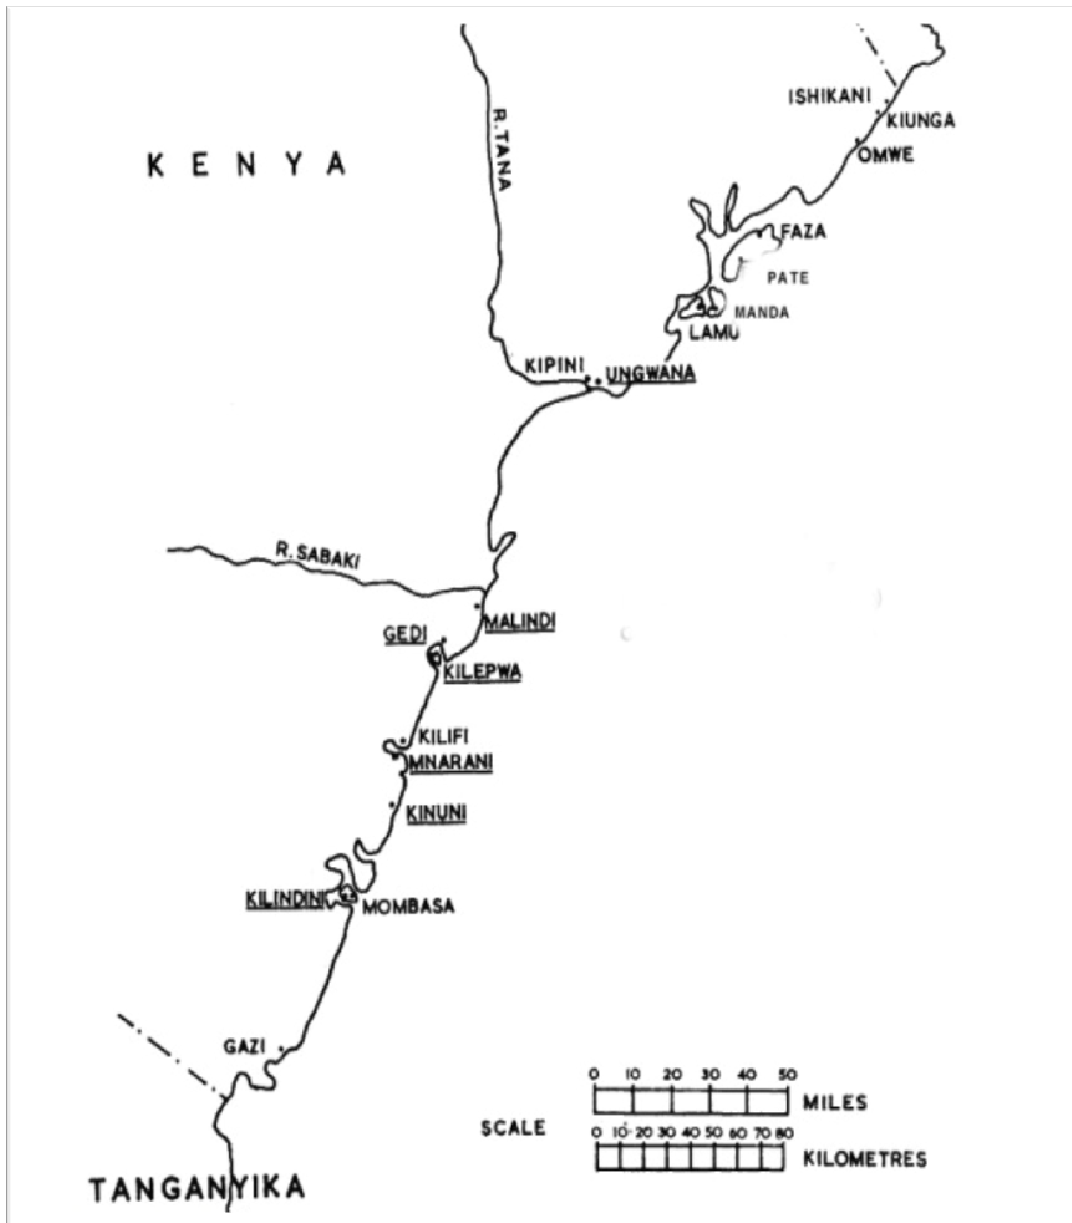 R.TANA
KENYA
ISHIKANI
KIUNGA
OMWE
FAZA
PATE
MANDA
LAMU
KIPINI
UNGWANA
R. SABAKI
MALINDI
GEDI
KILEPWA
KILIFI
MNARANI
KINUNI
KILINDINI
MOMBASA
GAZI
0 10 20 30 40 50
MILES
SCALE
0 10 20 30 40 50 60 70 80
KILOMETRES
TANGANYIKA